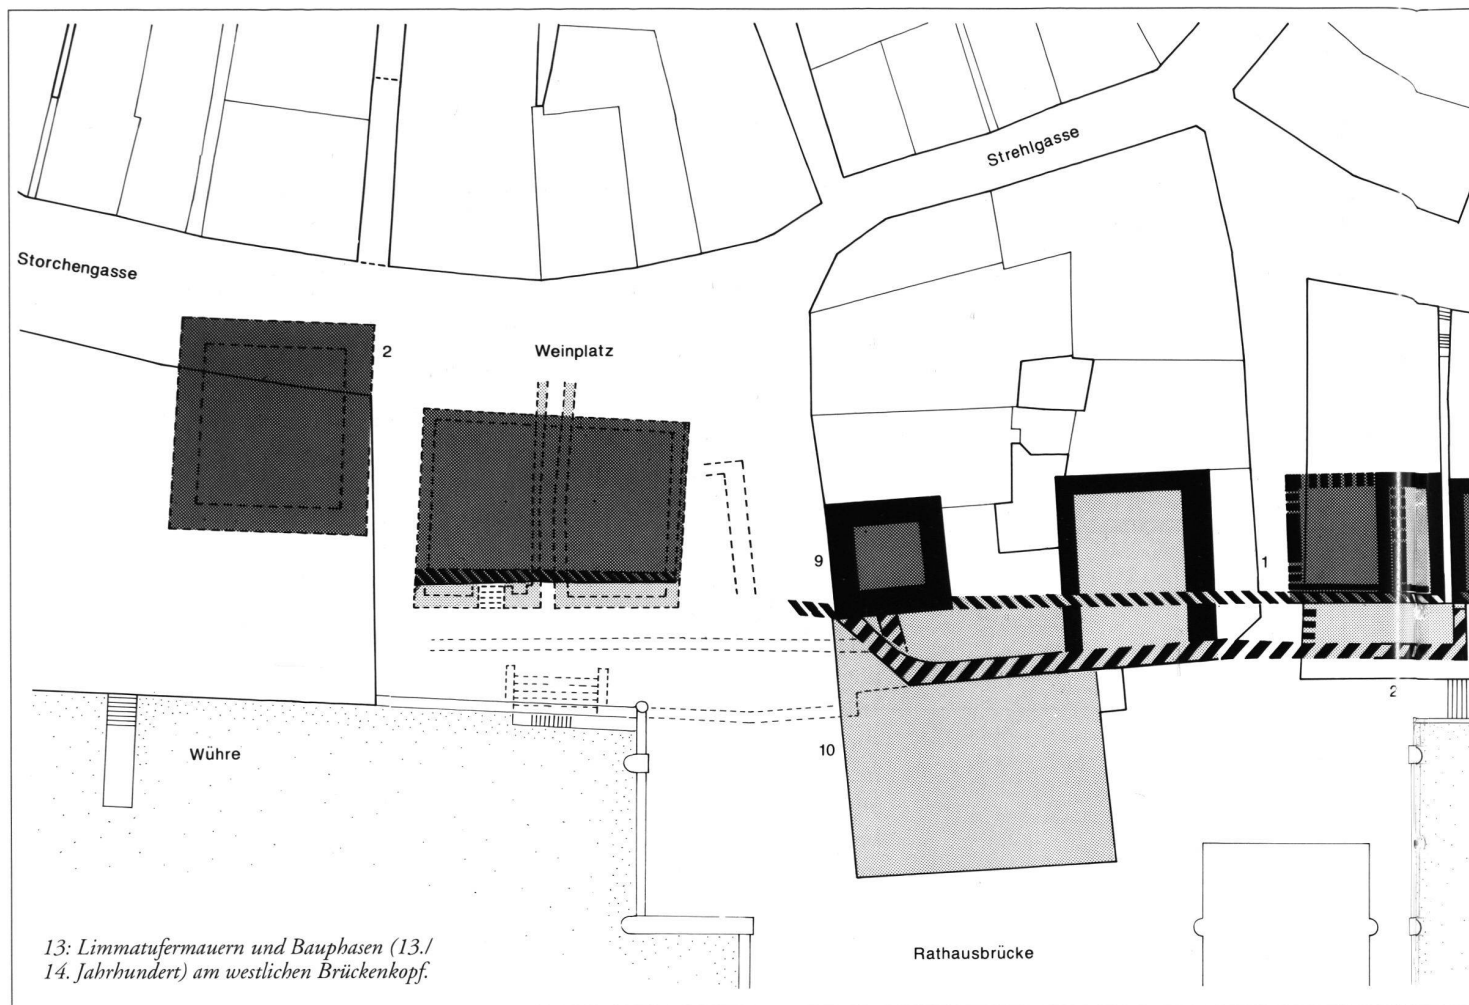 Strehlgasse
Storchengasse
2
Weinplatz
9
1
2
10
Wühre
Rathausbrücke
13: Limmatufermauern und Bauphasen (13./
14. Jahrhundert) am westlichen Brückenkopf.